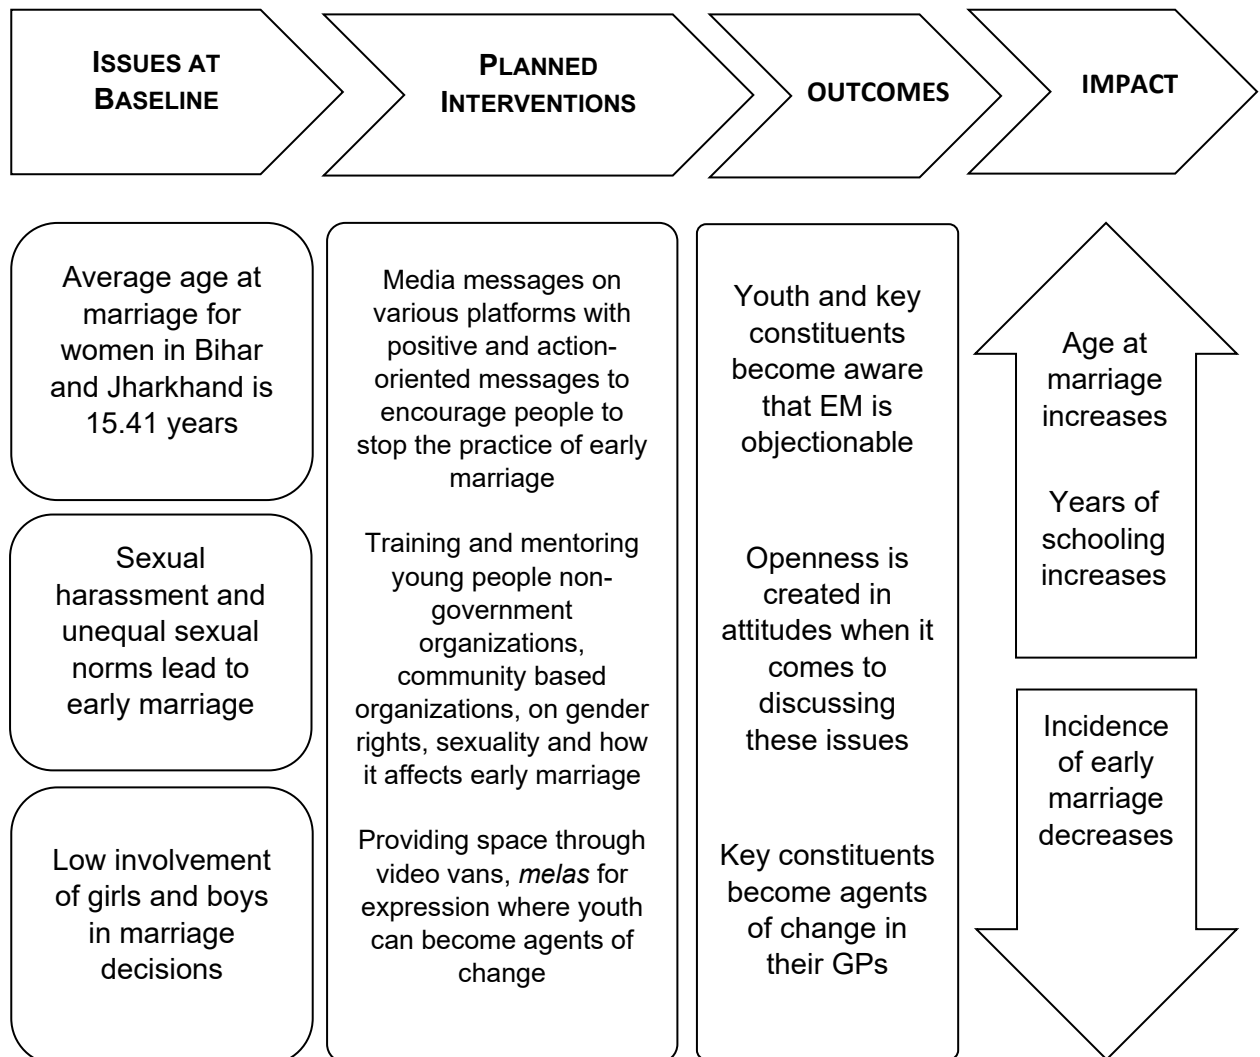 ISSUES AT
BASELINE
PLANNED
INTERVENTIONS
OUTCOMES
IMPACT
Average age at
marriage for
women in Bihar
and Jharkhand is
15.41 years
Sexual
harassment and
unequal sexual
norms lead to
early marriage
Low involvement
of girls and boys
in marriage
decisions
Media messages on
various platforms with
positive and action-
oriented messages to
encourage people to
stop the practice of early
marriage
Training and mentoring
young people non-
government
organizations,
community based
organizations, on gender
rights, sexuality and how
it affects early marriage
Providing space through
video vans, melas for
expression where youth
can become agents of
change
Youth and key
constituents
become aware
that EM is
objectionable
Openness is
created in
attitudes when it
comes to
discussing
these issues
Key constituents
become agents
of change in
their GPs
Age at
marriage
increases
Years of
schooling
increases
Incidence
of early
marriage
decreases